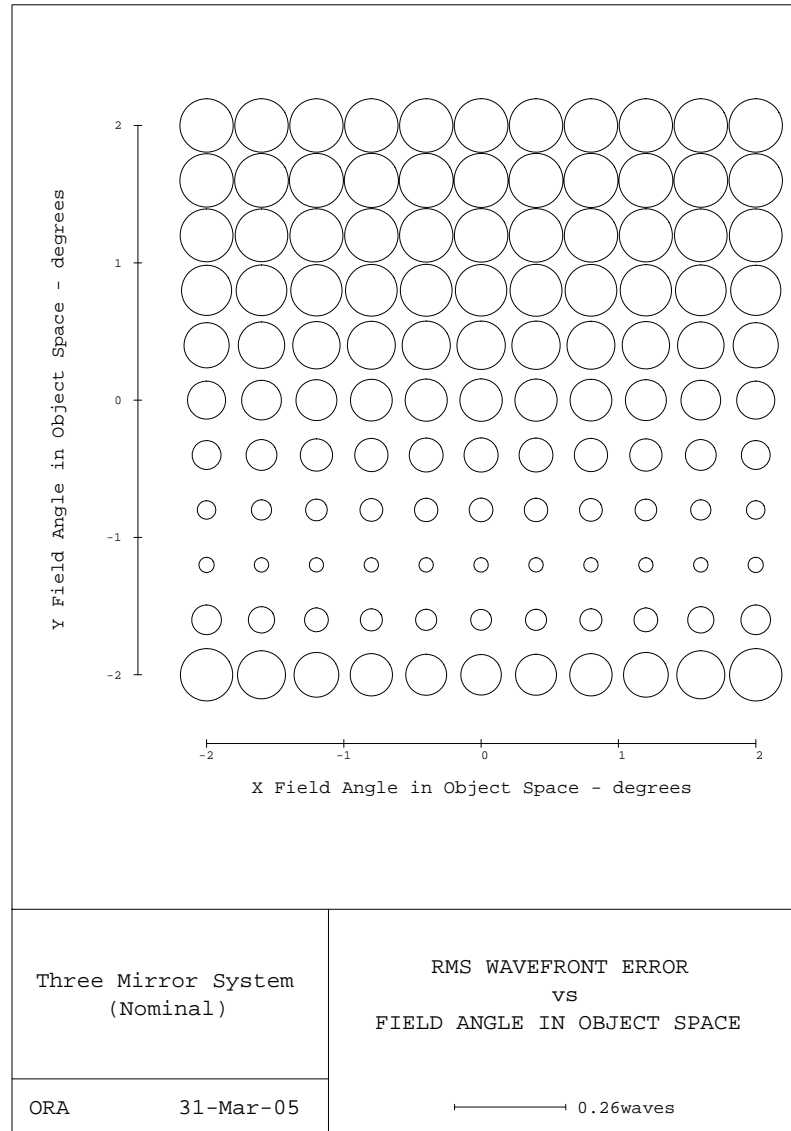 2
1
0
-1
-2
Y Field Angle in Object Space - degrees
-2
-1
0
1
2
X Field Angle in Object Space - degrees
Three Mirror System
(Nominal)
RMS WAVEFRONT ERROR
vs
FIELD ANGLE IN OBJECT SPACE
ORA 31-Mar-05
0.26waves